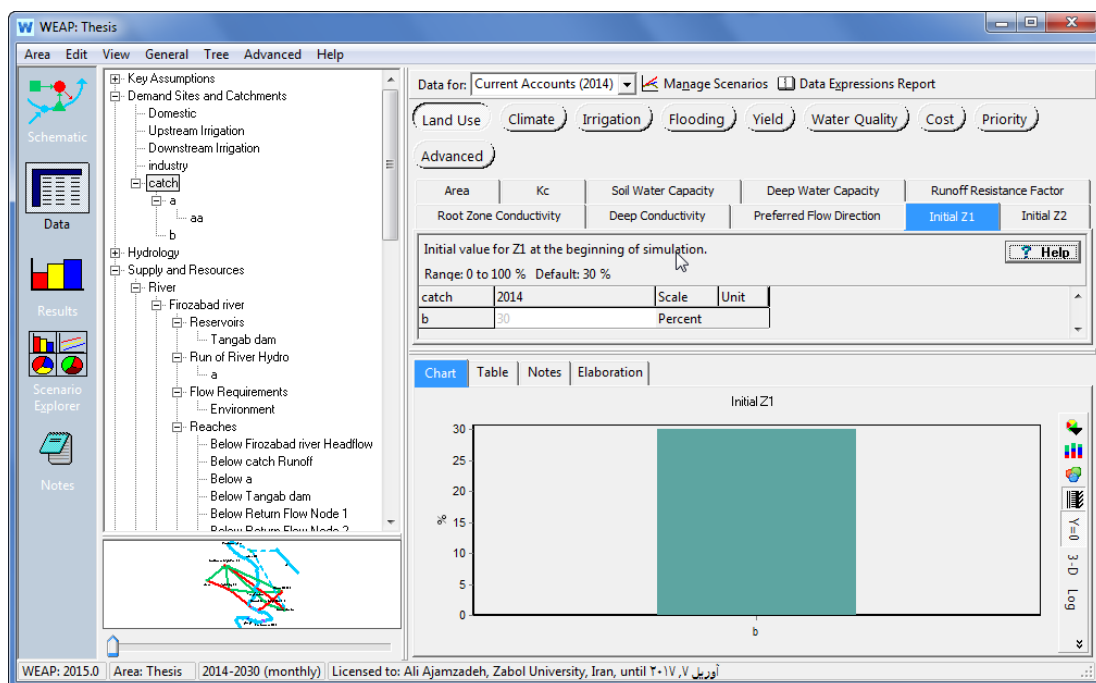 WEAP: Thesis
Area Edit View General Tree Advanced Help
Schematic
Data
Results
Scenario
Explorer
Notes
Key Assumptions
Demand Sites and Catchments
Domestic
Upstream Irrigation
Downstream Irrigation
industry
catch
a
aa
b
Hydrology
Supply and Resources
River
Firozabad river
Reservoirs
Tangab dam
Run of River Hydro
a
Flow Requirements
Environment
Reaches
Below Firozabad river Headflow
Below catch Runoff
Below a
Below Tangab dam
Below Return Flow Node 1
Below Return Flow Node 2
Data for: Current Accounts (2014) Manage Scenarios Data Expressions Report
Land Use Climate Irrigation Flooding Yield Water Quality Cost Priority
Advanced
Area Kc Soil Water Capacity Deep Water Capacity Runoff Resistance Factor
Root Zone Conductivity Deep Conductivity Preferred Flow Direction Initial Z1 Initial Z2
Initial value for Z1 at the beginning of simulation.
? Help
Range: 0 to 100 % Default: 30 %
catch 2014 Scale Unit
b 30 Percent
Chart Table Notes Elaboration
Initial Z1
30
25
20
15
10
5
0
%
b
Y=0
3-D
Log
WEAP: 2015.0 Area: Thesis 2014-2030 (monthly) Licensed to: Ali Ajamzadeh, Zabol University, Iran, until آوریل ۷, ۲۰۱۷